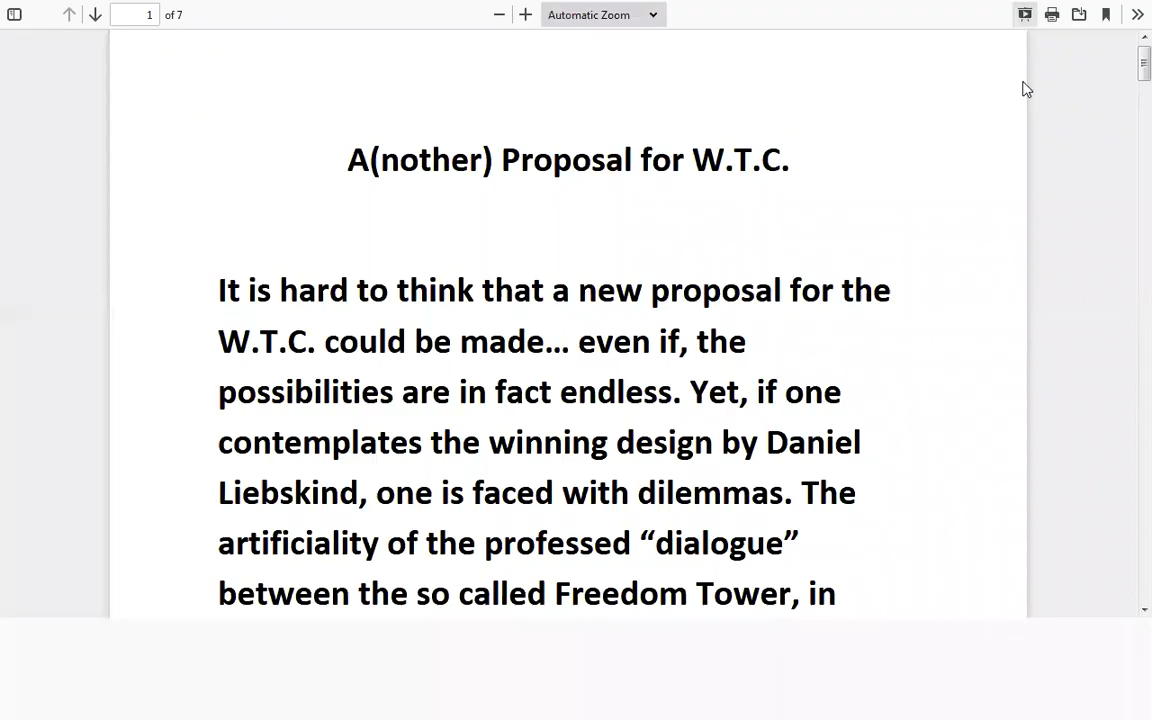 1 of 7 Automatic Zoom
A(nother) Proposal for W.T.C.
It is hard to think that a new proposal for the
W.T.C. could be made… even if, the
possibilities are in fact endless. Yet, if one
contemplates the winning design by Daniel
Liebskind, one is faced with dilemmas. The
artificiality of the professed “dialogue”
between the so called Freedom Tower, in